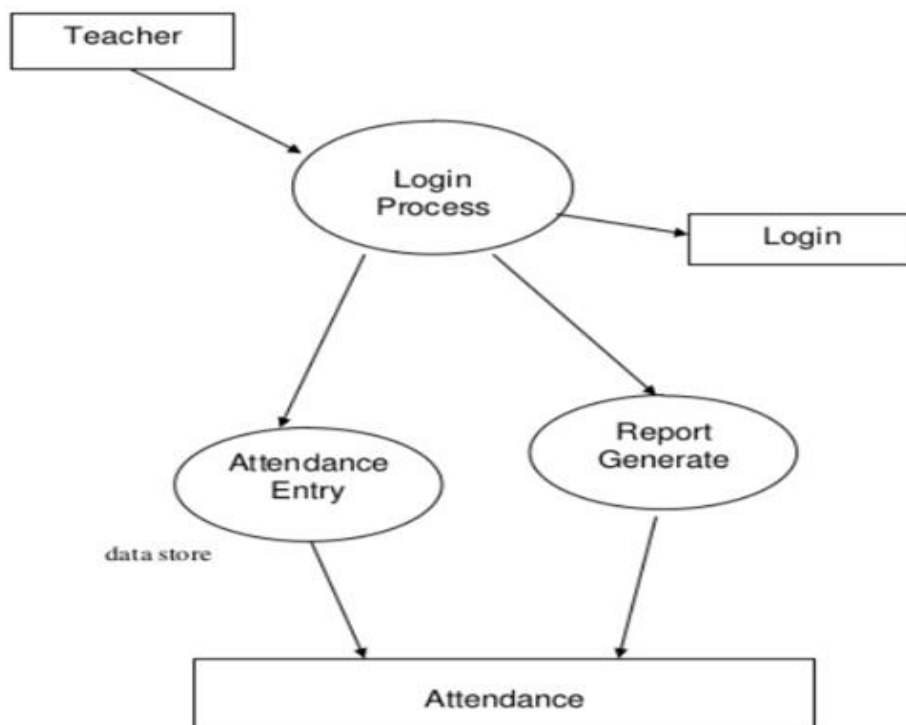 Teacher
Login
Process
Login
Report
Generate
Attendance
Entry
data store
Attendance